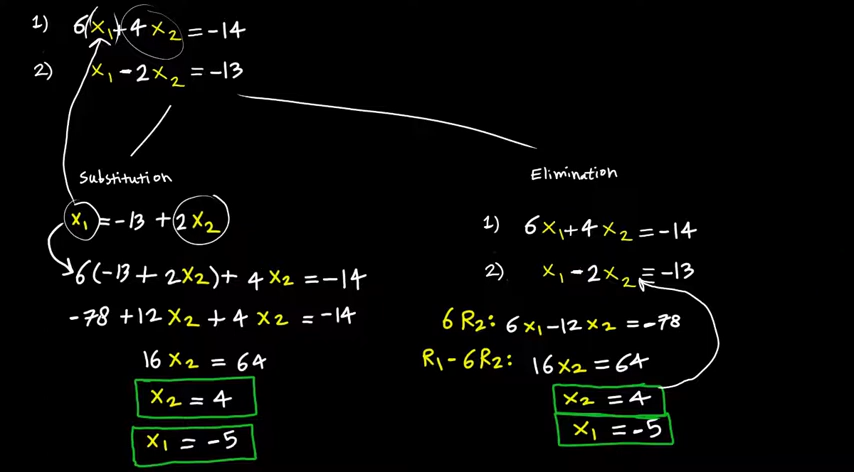 1) 6(x₁)+4x₂=-14
2) x₁-2x₂=-13
Substitution
x₁=-13+2x₂
6(-13+2x₂)+4x₂=-14
-78+12x₂+4x₂=-14
16x₂=64
x₂=4
x₁=-5
Elimination
1) 6x₁+4x₂=-14
2) x₁-2x₂=-13
6R₂: 6x₁-12x₂=-78
R₁-6R₂: 16x₂=64
x₂=4
x₁=-5